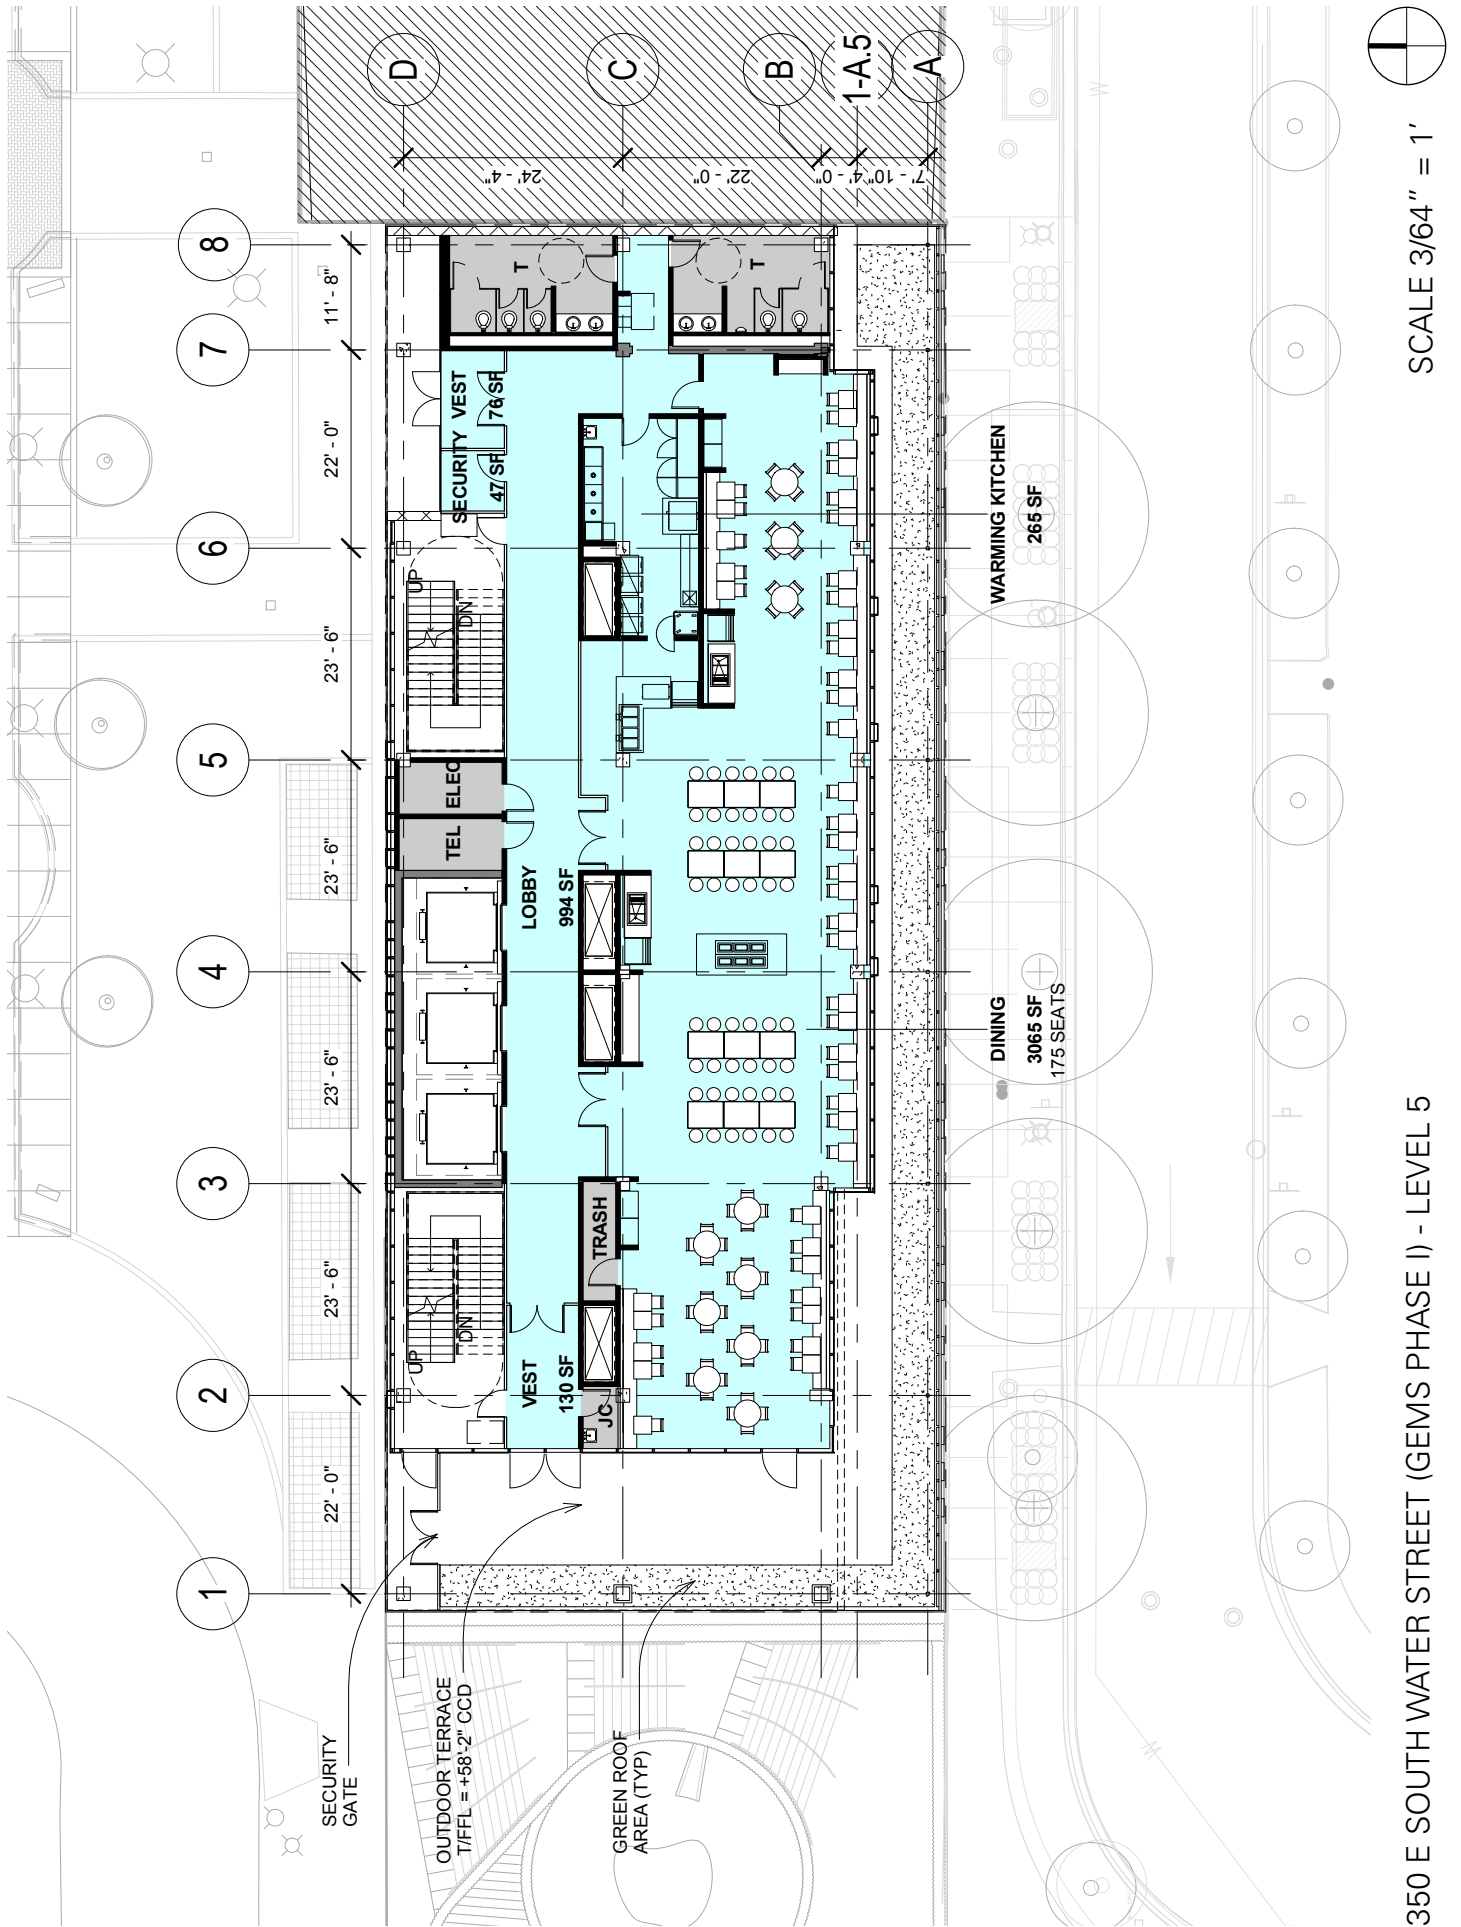 1
2
3
4
5
6
7
8
22' - 0"
23' - 6"
23' - 6"
23' - 6"
23' - 6"
22' - 0"
11' - 8"
D
C
B
1-A.5
A
24' - 4"
22' - 0"
4' - 0"
7' - 10"
SECURITY
GATE
OUTDOOR TERRACE
T/FFL = +58'-2" CCD
GREEN ROOF
AREA (TYP)
UP
DN
TEL
ELEC
UP
DN
SECURITY
47 SF
VEST
76 SF
VEST
130 SF
LOBBY
994 SF
JC
TRASH
T
T
DINING
3065 SF
175 SEATS
WARMING KITCHEN
265 SF
350 E SOUTH WATER STREET (GEMS PHASE I) - LEVEL 5
SCALE 3/64" = 1'